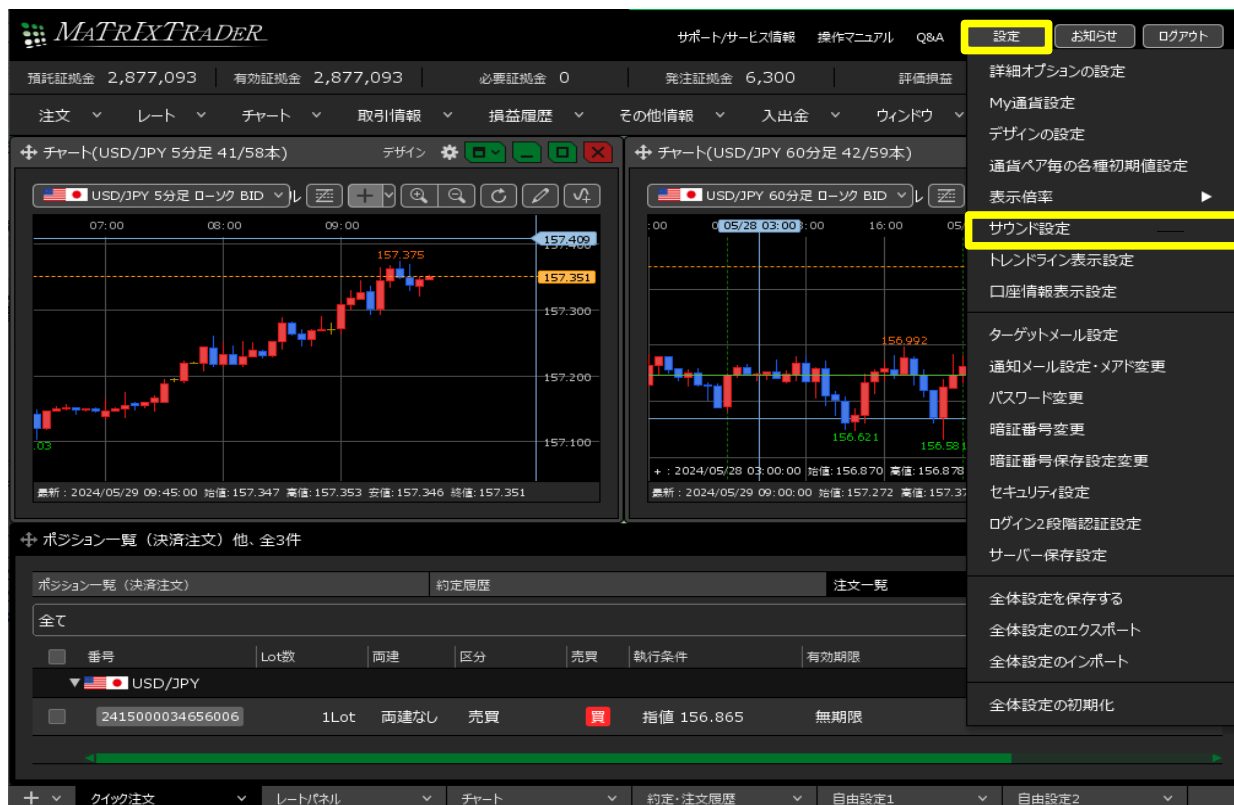 MATRIXTRADER
サポート/サービス情報 操作マニュアル Q&A 設定 お知らせ ログアウト
預託証拠金 2,877,093 有効証拠金 2,877,093 必要証拠金 0 発注証拠金 6,300 評価損益
注文 レート チャート 取引情報 損益履歴 その他情報 入出金 ウィンドウ
詳細オプションの設定
My通貨設定
デザインの設定
通貨ペア毎の各種初期値設定
表示倍率
サウンド設定
トレンドライン表示設定
口座情報表示設定
ターゲットメール設定
通知メール設定・メアド変更
パスワード変更
暗証番号変更
暗証番号保存設定変更
セキュリティ設定
ログイン2段階認証設定
サーバー保存設定
全体設定を保存する
全体設定のエクスポート
全体設定のインポート
全体設定の初期化
チャート(USD/JPY 5分足 41/58本) デザイン
USD/JPY 5分足 ローソク BID ル
07:00 08:00 09:00
157.409
157.400
157.375
157.351
157.300
157.200
157.100
.03
最新：2024/05/29 09:45:00 始値:157.347 高値:157.353 安値:157.346 終値:157.351
チャート(USD/JPY 60分足 42/59本)
USD/JPY 60分足 ローソク BID ル
:00 0 05/28 03:00 :00 16:00 05/
156.992
156.621
156.581
+：2024/05/28 03:00:00 始値:156.870 高値:156.878
最新：2024/05/29 09:00:00 始値:157.272 高値:157.37
ポジション一覧（決済注文）他、全3件
ポジション一覧（決済注文） 約定履歴 注文一覧
全て
番号 Lot数 両建 区分 売買 執行条件 有効期限
USD/JPY
2415000034656006 1Lot 両建なし 売買 買 指値 156.865 無期限
クイック注文 レートパネル チャート 約定・注文履歴 自由設定1 自由設定2